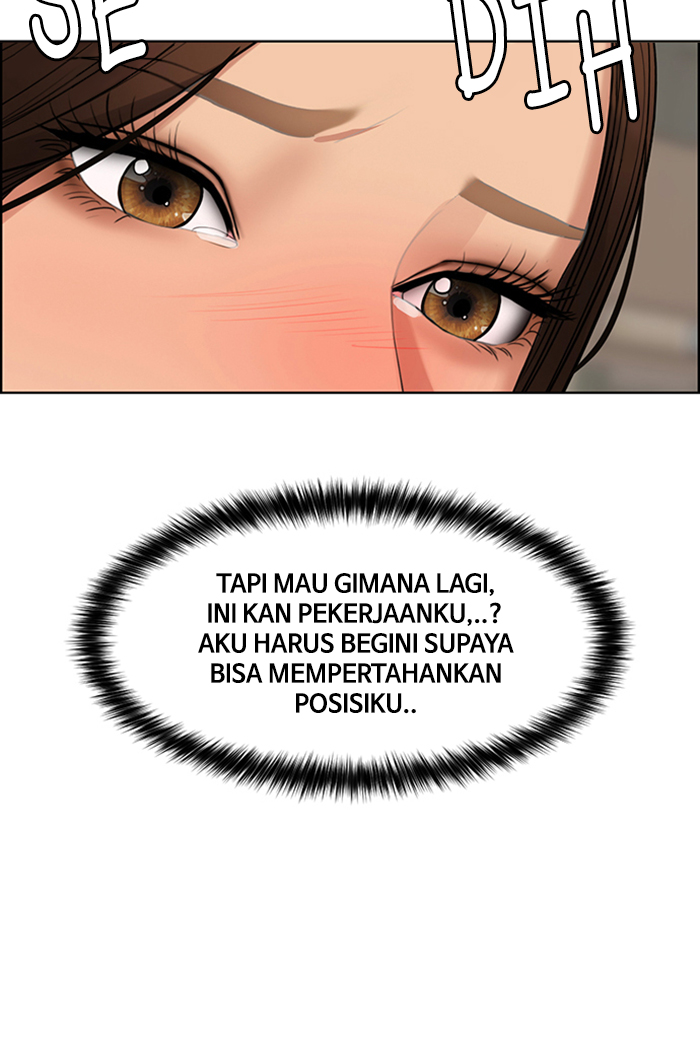 SE DIH
TAPI MAU GIMANA LAGI,
INI KAN PEKERJAANKU,..?
AKU HARUS BEGINI SUPAYA
BISA MEMPERTAHANKAN
POSISIKU..